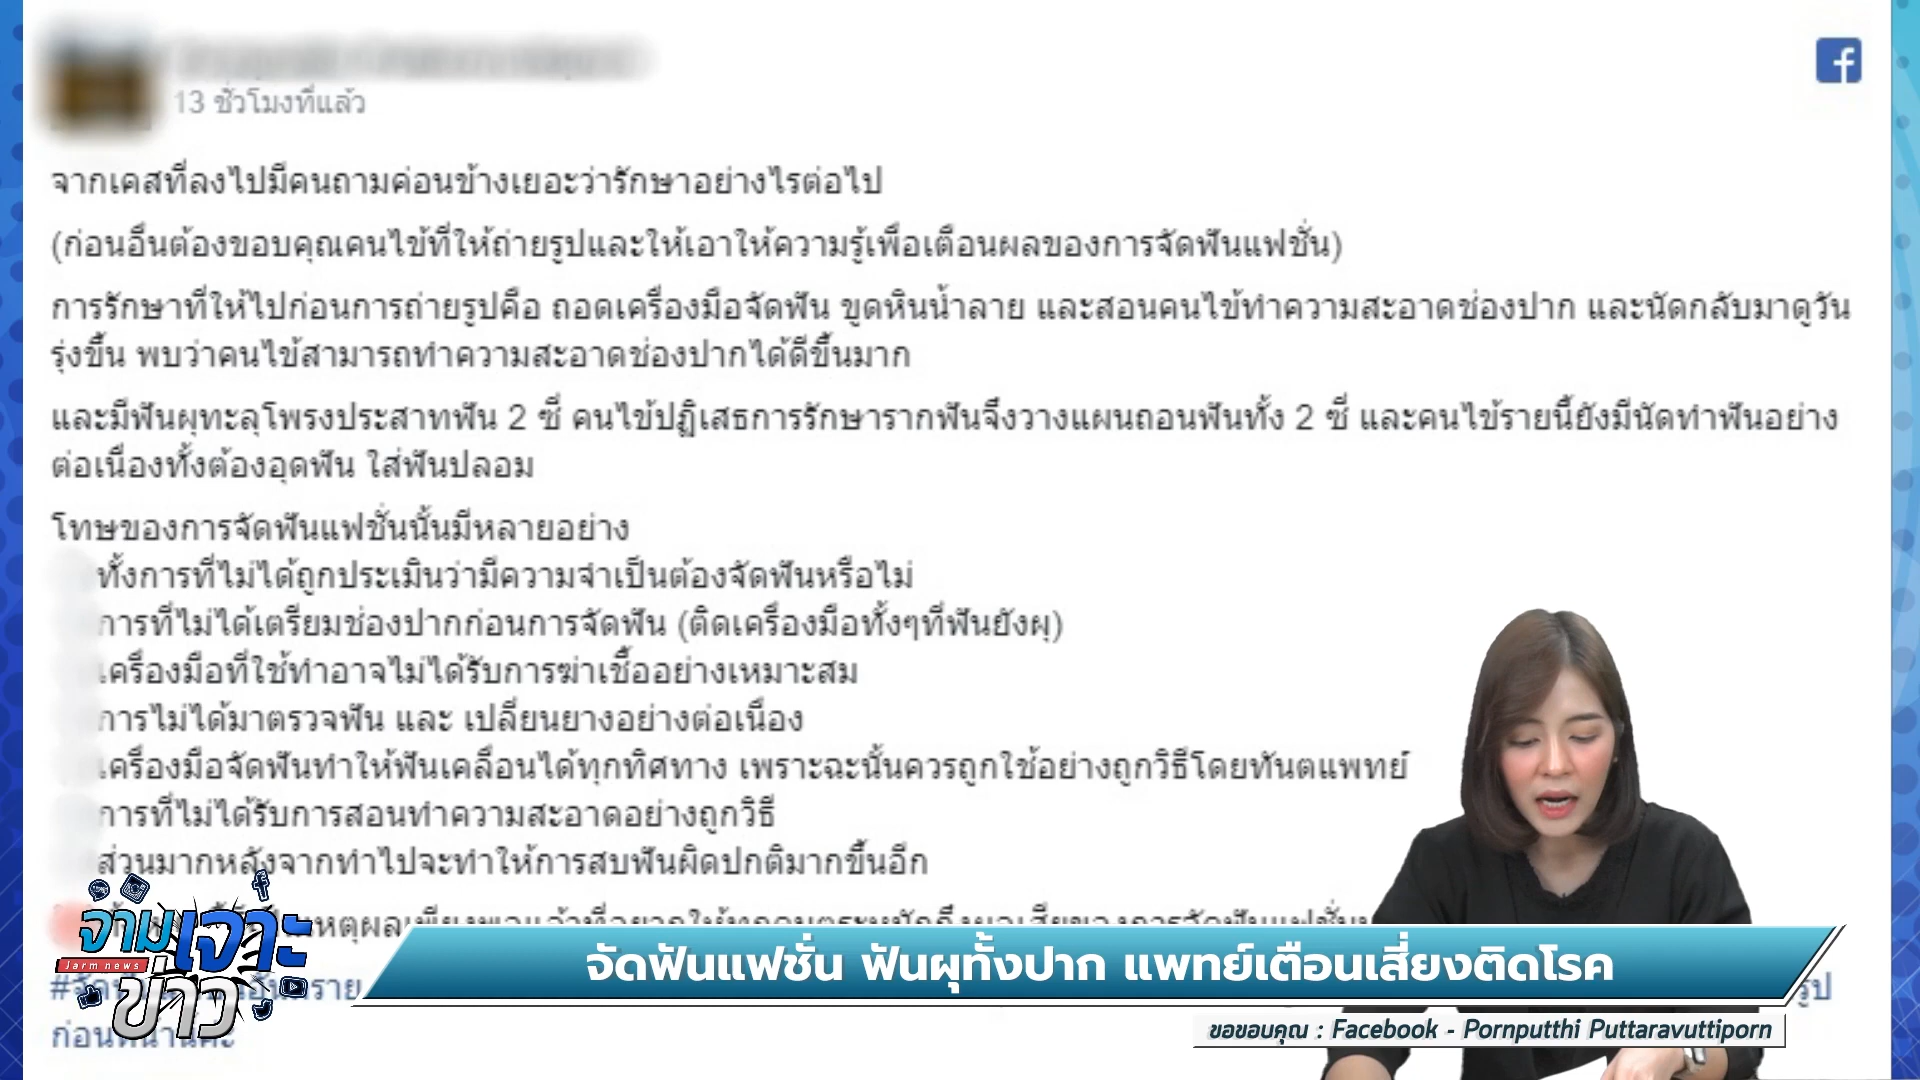 13 ชั่วโมงที่แล้ว
จากเคสที่ลงไปมีคนถามค่อนข้างเยอะว่ารักษาอย่างไรต่อไป
(ก่อนอื่นต้องขอบคุณคนไข้ที่ให้ถ่ายรูปและให้เอาให้ความรู้เพื่อเตือนผลของการจัดฟันแฟชั่น)
การรักษาที่ให้ไปก่อนการถ่ายรูปคือ ถอดเครื่องมือจัดฟัน ขูดหินน้ำลาย และสอนคนไข้ทำความสะอาดช่องปาก และนัดกลับมาดูวัน
รุ่งขึ้น พบว่าคนไข้สามารถทำความสะอาดช่องปากได้ดีขึ้นมาก
และมีฟันผุทะลุโพรงประสาทฟัน 2 ซี่ คนไข้ปฏิเสธการรักษารากฟันจึงวางแผนถอนฟันทั้ง 2 ซี่ และคนไข้รายนี้ยังมีนัดทำฟันอย่าง
ต่อเนื่องทั้งต้องอุดฟัน ใส่ฟันปลอม
โทษของการจัดฟันแฟชั่นนั้นมีหลายอย่าง
ทั้งการที่ไม่ได้ถูกประเมินว่ามีความจำเป็นต้องจัดฟันหรือไม่
การที่ไม่ได้เตรียมช่องปากก่อนการจัดฟัน (ติดเครื่องมือทั้งๆที่ฟันยังผุ)
เครื่องมือที่ใช้ทำอาจไม่ได้รับการฆ่าเชื้ออย่างเหมาะสม
การไม่ได้มาตรวจฟัน และ เปลี่ยนยางอย่างต่อเนื่อง
เครื่องมือจัดฟันทำให้ฟันเคลื่อนได้ทุกทิศทาง เพราะฉะนั้นควรถูกใช้อย่างถูกวิธีโดยทันตแพทย์
การที่ไม่ได้รับการสอนทำความสะอาดอย่างถูกวิธี
ส่วนมากหลังจากทำไปจะทำให้การสบฟันผิดปกติมากขึ้นอีก
จามเจาะข่าว
Jarm news
จัดฟันแฟชั่น ฟันผุทั้งปาก แพทย์เตือนเสี่ยงติดโรค
ขอขอบคุณ : Facebook - Pornputthi Puttaravuttiporn